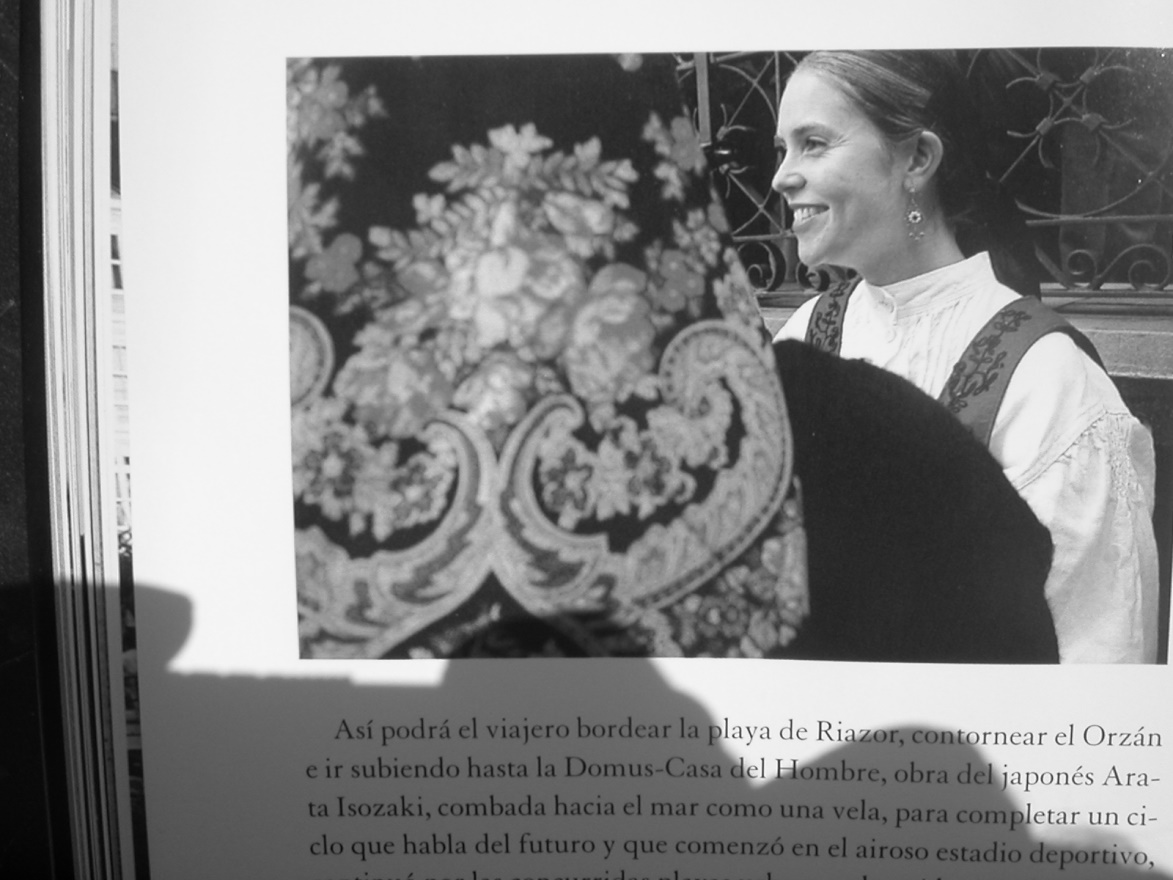 Así podrá el viajero bordear la playa de Riazor, contornear el Orzán
e ir subiendo hasta la Domus-Casa del Hombre, obra del japonés Ara-
ta Isozaki, combada hacia el mar como una vela, para completar un ci-
clo que habla del futuro y que comenzó en el airoso estadio deportivo,